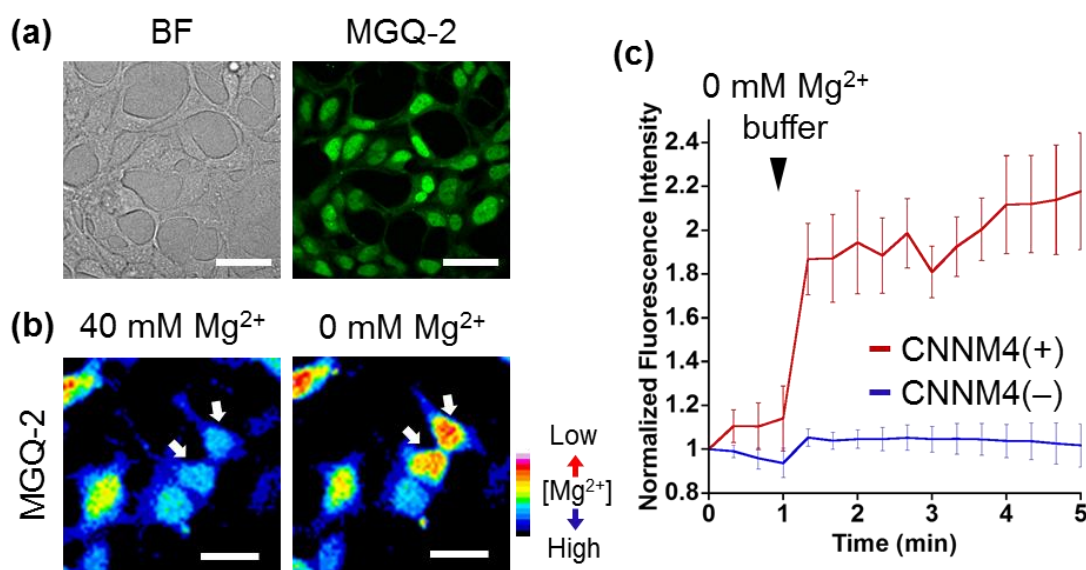 (a)
BF
MGQ-2
(b)
40 mM Mg²⁺
0 mM Mg²⁺
MGQ-2
Low
[Mg²⁺]
High
(c)
0 mM Mg²⁺
buffer
Normalized Fluorescence Intensity
2.4
2.2
2.0
1.8
1.6
1.4
1.2
1.0
0.8
CNNM4(+)
CNNM4(–)
0
1
2
3
4
5
Time (min)